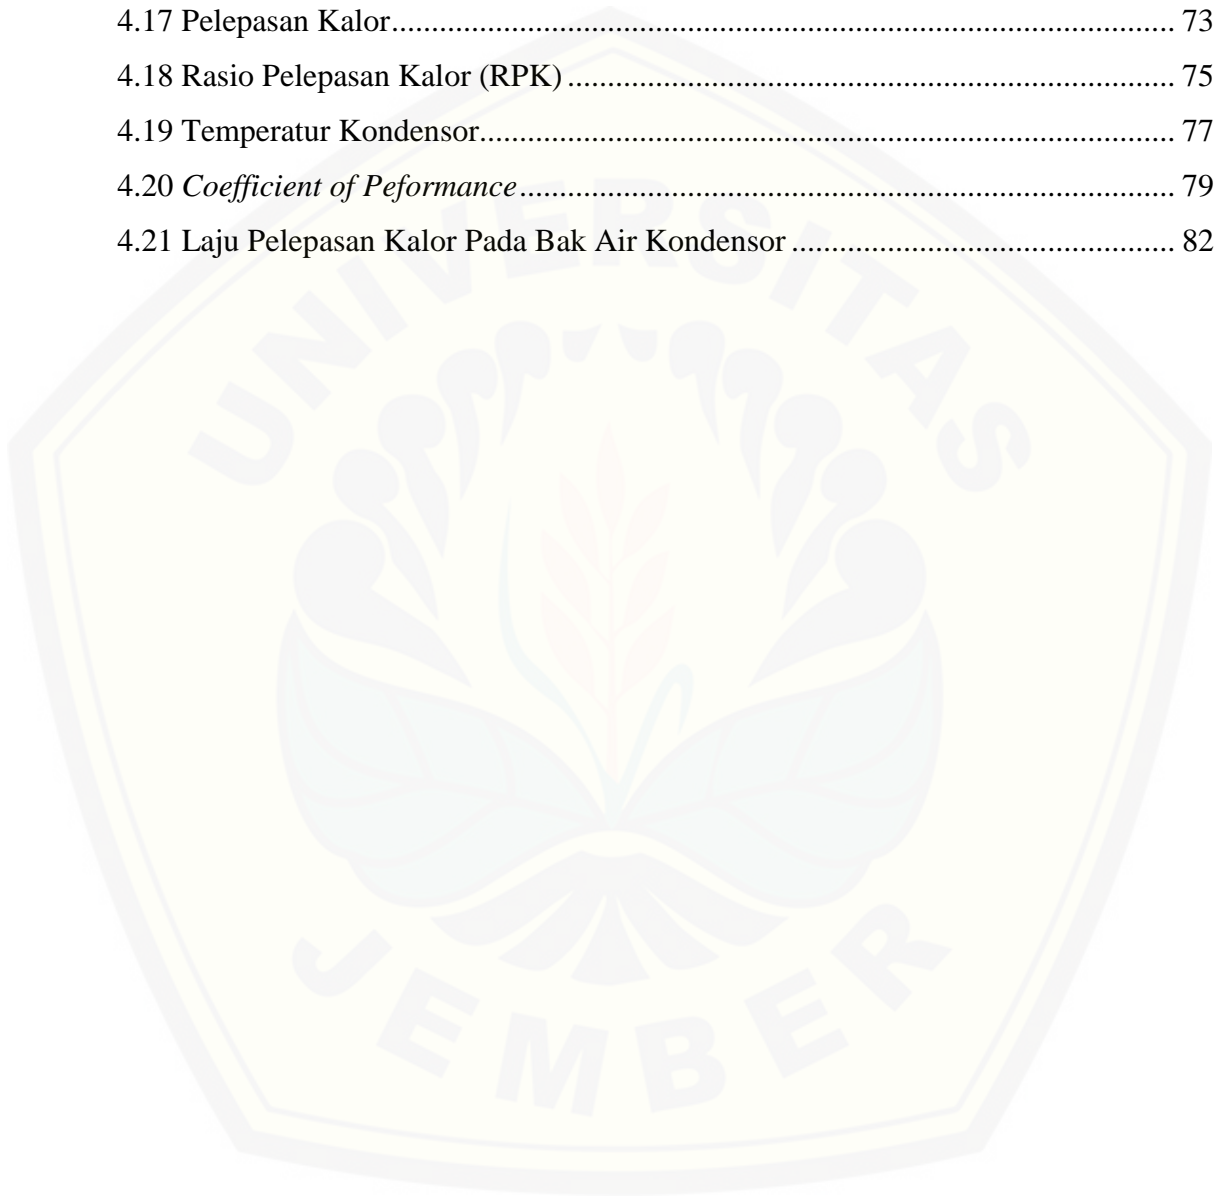 4.17 Pelepasan Kalor.................................................................................................. 73
4.18 Rasio Pelepasan Kalor (RPK) ............................................................................ 75
4.19 Temperatur Kondensor....................................................................................... 77
4.20 Coefficient of Peformance.................................................................................. 79
4.21 Laju Pelepasan Kalor Pada Bak Air Kondensor ................................................ 82
UNIVERSITAS
JEMBER